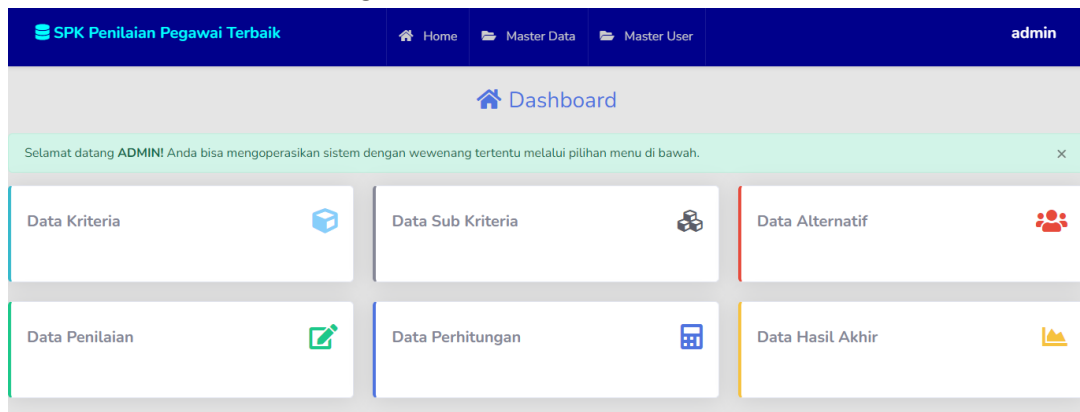 SPK Penilaian Pegawai Terbaik
Home
Master Data
Master User
admin
Dashboard
Selamat datang ADMIN! Anda bisa mengoperasikan sistem dengan wewenang tertentu melalui pilihan menu di bawah.
×
Data Kriteria
Data Sub Kriteria
Data Alternatif
Data Penilaian
Data Perhitungan
Data Hasil Akhir